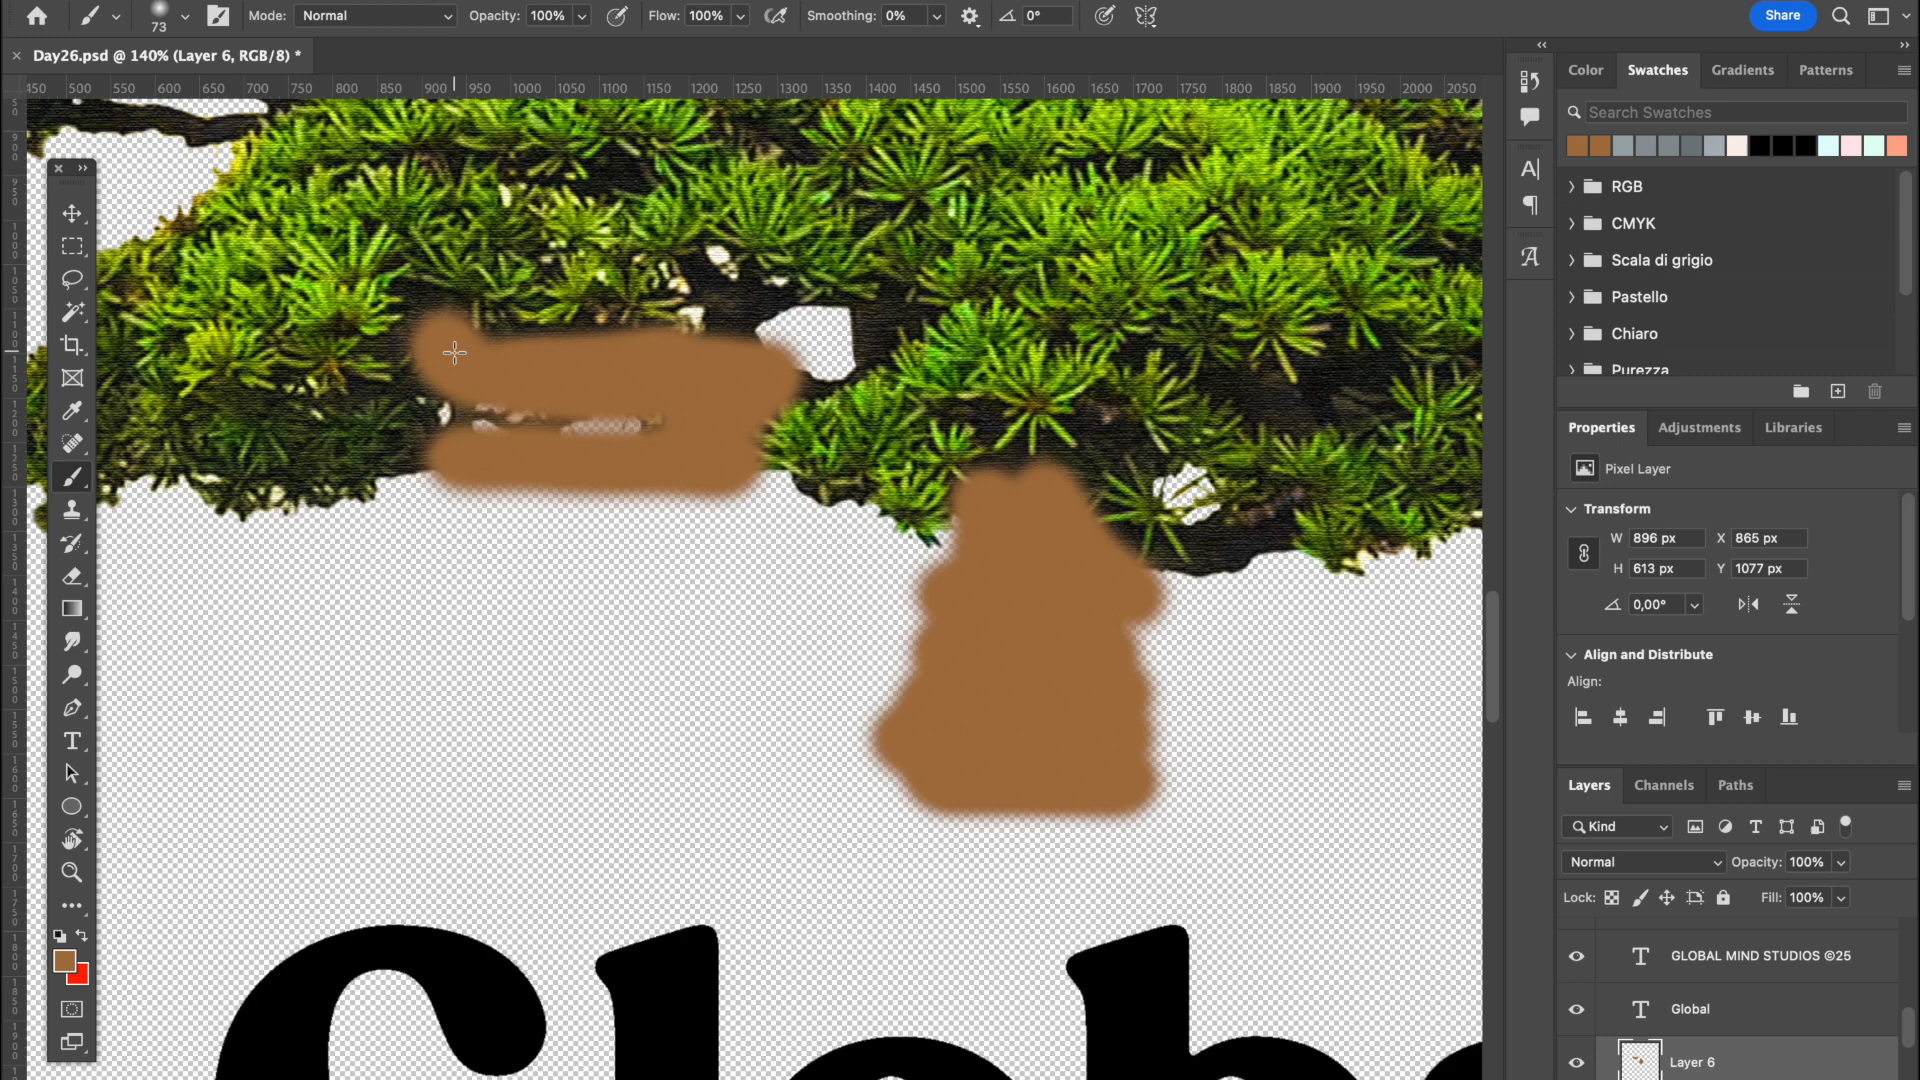 73
Mode: Normal
Opacity: 100%
Flow: 100%
Smoothing: 0%
0°
Share
Day26.psd @ 140% (Layer 6, RGB/8) *
450 500 550 600 650 700 750 800 850 900 950 1000 1050 1100 1150 1200 1250 1300 1350 1400 1450 1500 1550 1600 1650 1700 1750 1800 1850 1900 1950 2000 2050
Color Swatches Gradients Patterns
Search Swatches
RGB
CMYK
Scala di grigio
Pastello
Chiaro
Purezza
Properties Adjustments Libraries
Pixel Layer
Transform
W 896 px X 865 px
H 613 px Y 1077 px
0,00°
Align and Distribute
Align:
Layers Channels Paths
Kind
Normal Opacity: 100%
Lock: Fill: 100%
GLOBAL MIND STUDIOS ©25
Global
Layer 6